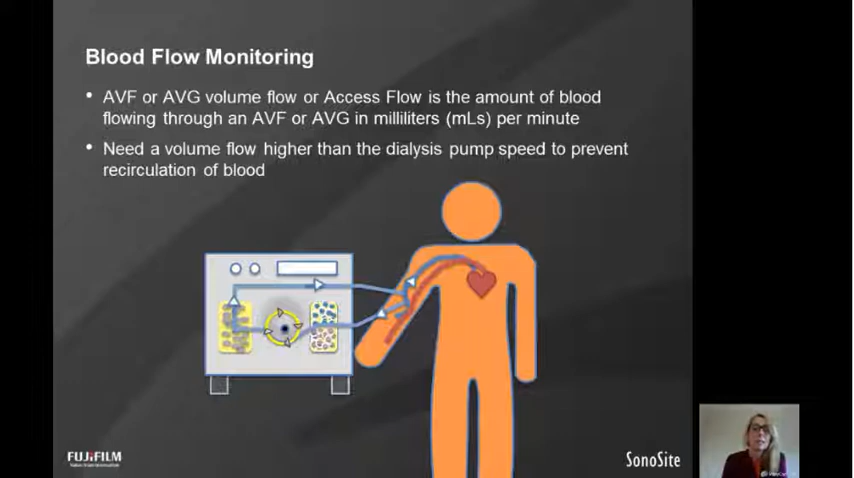 Blood Flow Monitoring
• AVF or AVG volume flow or Access Flow is the amount of blood
flowing through an AVF or AVG in milliliters (mLs) per minute
• Need a volume flow higher than the dialysis pump speed to prevent
recirculation of blood
FUJIFILM
SonoSite